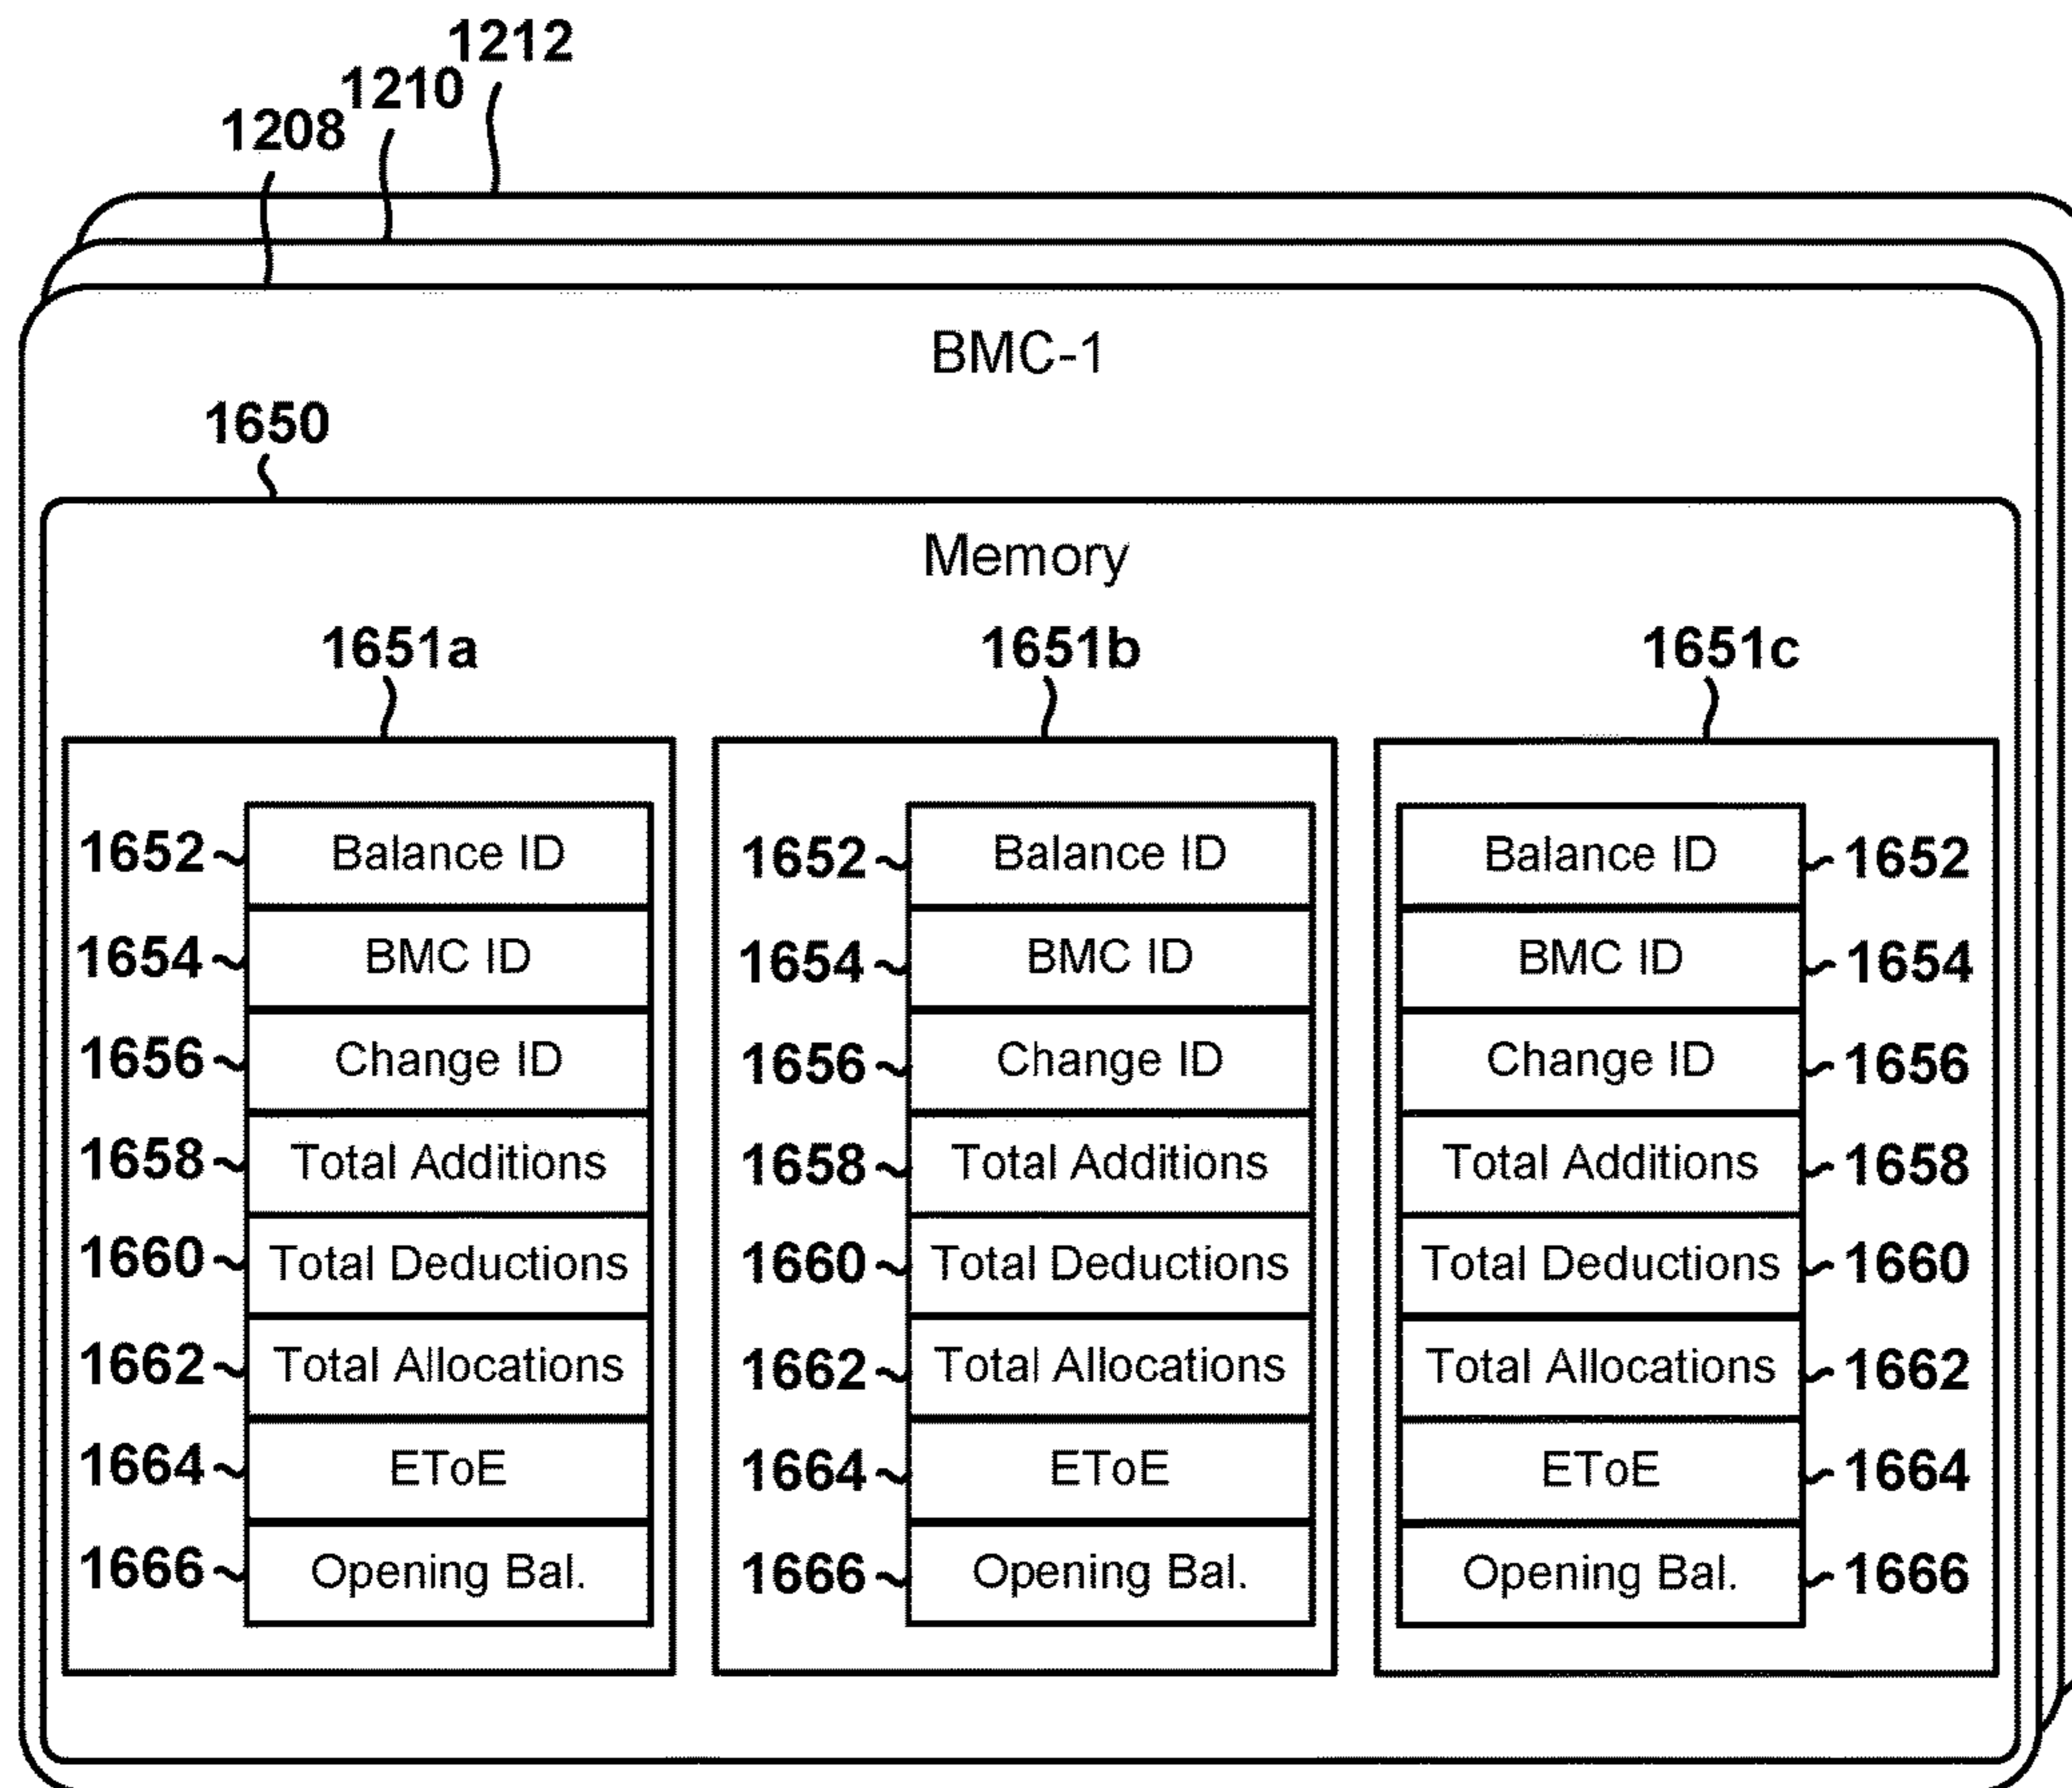 1212
1210
1208
BMC-1
1650
Memory
1651a 1651b 1651c
1652 Balance ID 1652 Balance ID Balance ID 1652
1654 BMC ID 1654 BMC ID BMC ID 1654
1656 Change ID 1656 Change ID Change ID 1656
1658 Total Additions 1658 Total Additions Total Additions 1658
1660 Total Deductions 1660 Total Deductions Total Deductions 1660
1662 Total Allocations 1662 Total Allocations Total Allocations 1662
1664 EToE 1664 EToE EToE 1664
1666 Opening Bal. 1666 Opening Bal. Opening Bal. 1666